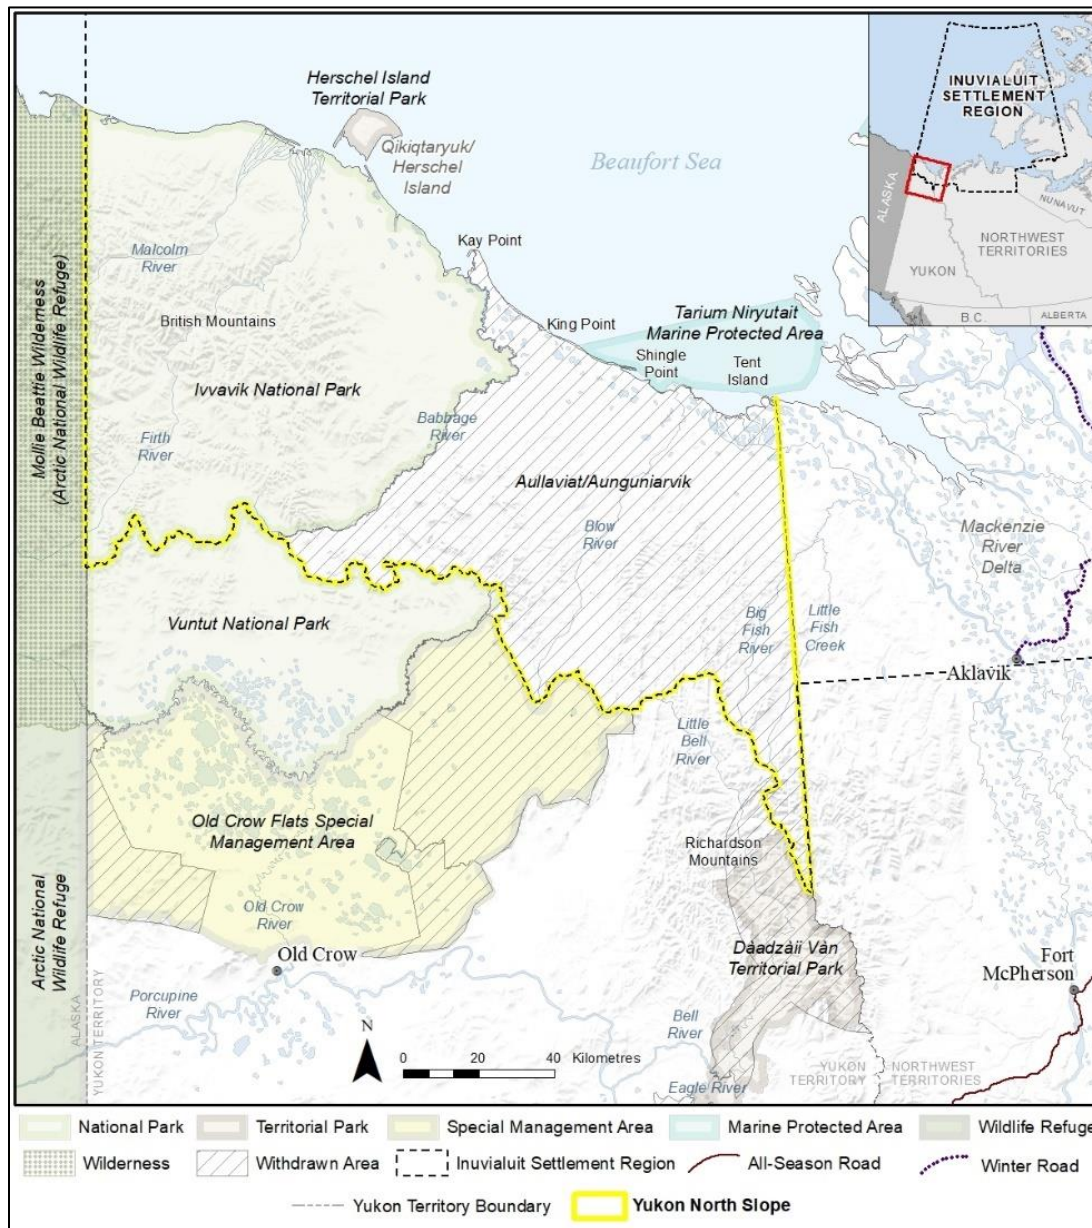 Herschel Island
Territorial Park
Qikiqtaryuk/
Herschel
Island
Beaufort Sea
INUVIALUIT
SETTLEMENT
REGION
ALASKA
NUNAVUT
NORTHWEST
TERRITORIES
YUKON
B.C.
ALBERTA
Kay Point
Malcolm
River
British Mountains
King Point
Tarium Niryutait
Marine Protected Area
Shingle
Point
Tent
Island
Mollie Beattie Wilderness
(Arctic National Wildlife Refuge)
Ivvavik National Park
Babbage
River
Firth
River
Aullaviat/Aunguniarvik
Blow
River
Mackenzie
River
Delta
Vuntut National Park
Big
Fish
River
Little
Fish
Creek
Aklavik
Little
Bell
River
Old Crow Flats Special
Management Area
Richardson
Mountains
Old Crow
River
Old Crow
Arctic National
Wildlife Refuge
Dàadzàii Vàn
Territorial Park
Fort
McPherson
Porcupine
River
ALASKA
YUKON TERRITORY
N
0 20 40 Kilometres
Bell
River
Eagle River
YUKON
TERRITORY
NORTHWEST
TERRITORIES
National Park
Territorial Park
Special Management Area
Marine Protected Area
Wildlife Refuge
Wilderness
Withdrawn Area
Inuvialuit Settlement Region
All-Season Road
Winter Road
Yukon Territory Boundary
Yukon North Slope